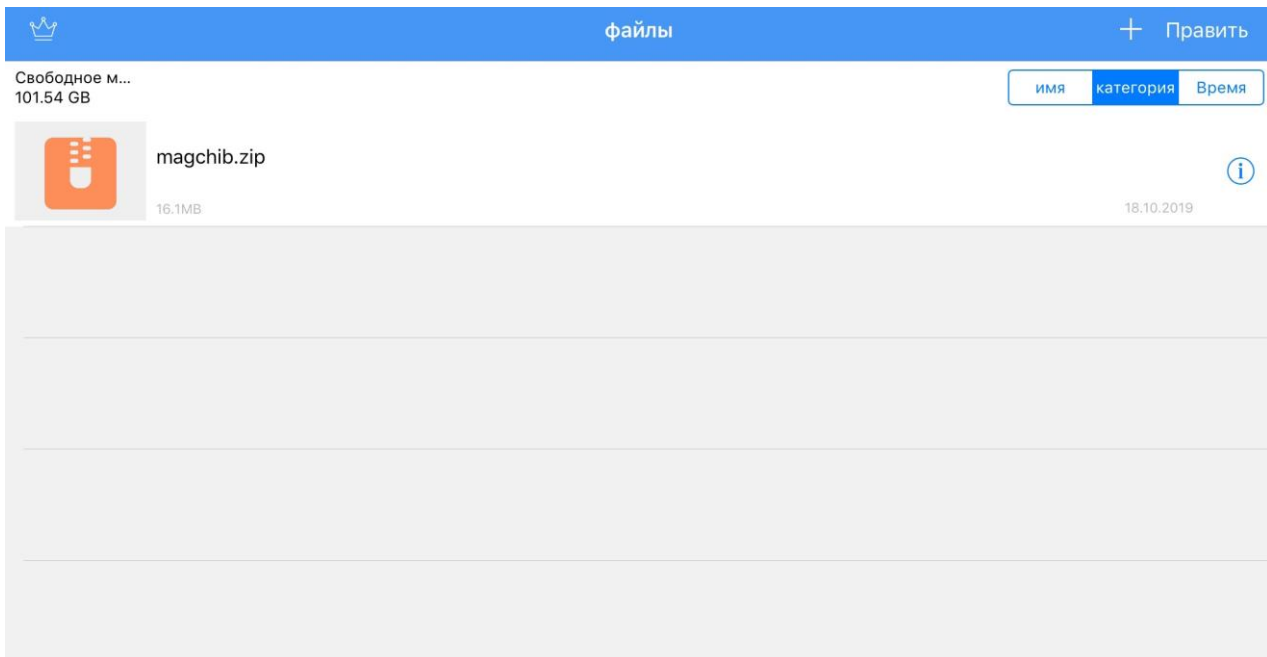 файлы
Править
Свободное м...
101.54 GB
имя
категория
Время
magchib.zip
16.1MB
18.10.2019